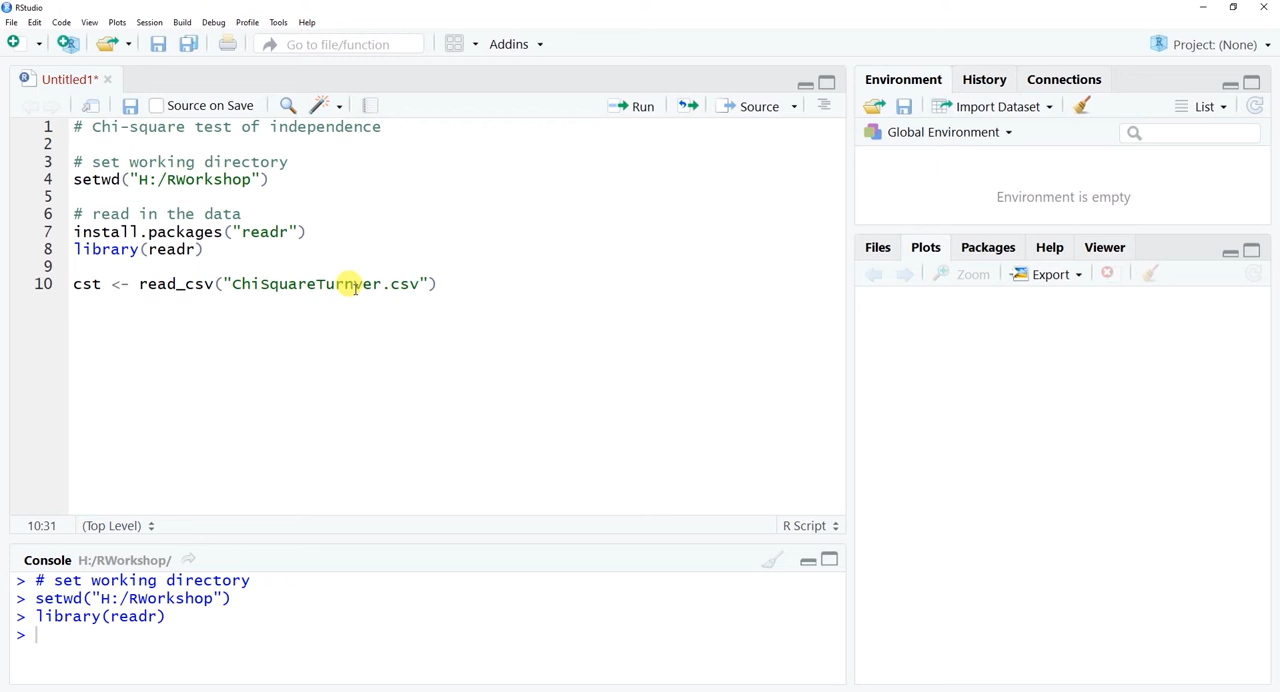 RStudio
File Edit Code View Plots Session Build Debug Profile Tools Help
Go to file/function Addins Project: (None)
Untitled1*
Source on Save Run Source
1 # Chi-square test of independence
2
3 # set working directory
4 setwd("H:/RWorkshop")
5
6 # read in the data
7 install.packages("readr")
8 library(readr)
9
10 cst <- read_csv("ChiSquareTurnver.csv")
10:31 (Top Level) R Script
Console H:/RWorkshop/
> # set working directory
> setwd("H:/RWorkshop")
> library(readr)
>
Environment History Connections
Import Dataset List
Global Environment
Environment is empty
Files Plots Packages Help Viewer
Zoom Export